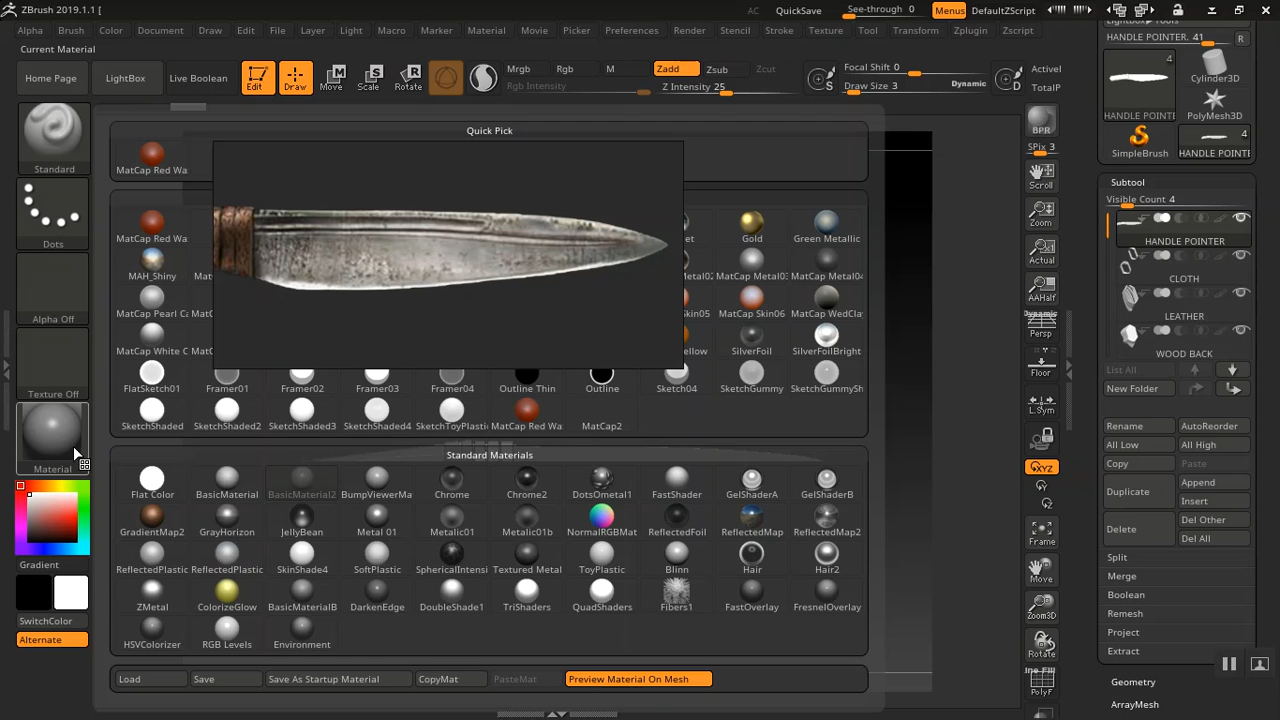 ZBrush 2019.1.1 [
AC QuickSave See-through 0 Menus DefaultZScript
Alpha Brush Color Document Draw Edit File Layer Light Macro Marker Material Movie Picker Preferences Render Stencil Stroke Texture Tool Transform Zplugin Zscript
Current Material
Home Page LightBox Live Boolean Edit Draw Move Scale Rotate
Mrgb Rgb M Zadd Zsub Zcut
Rgb Intensity Z Intensity 25
Focal Shift 0
Draw Size 3 Dynamic
ActiveI
TotalP
Standard
Dots
Alpha Off
Texture Off
Material
Gradient
SwitchColor
Alternate
Quick Pick
MatCap Red Wa
MatCap Red Wa Gold Green Metallic
MAH_Shiny MatCap Metal03 MatCap Metal04
MatCap Pearl Ca MatCap Skin06 MatCap WedClay
MatCap White C SilverFoil SilverFoilBright
FlatSketch01 Framer01 Framer02 Framer03 Framer04 Outline Thin Outline Sketch04 SketchGummy SketchGummySh
SketchShaded SketchShaded2 SketchShaded3 SketchShaded4 SketchToyPlastic MatCap Red Wa MatCap2
Standard Materials
Flat Color BasicMaterial BasicMaterial2 BumpViewerMa Chrome Chrome2 DotsOmetal1 FastShader GelShaderA GelShaderB
GradientMap2 GrayHorizon JellyBean Metal 01 Metalic01 Metalic01b NormalRGBMat ReflectedFoil ReflectedMap ReflectedMap2
ReflectedPlastic ReflectedPlastic SkinShade4 SoftPlastic SphericalIntensi Textured Metal ToyPlastic Blinn Hair Hair2
ZMetal ColorizeGlow BasicMaterialB DarkenEdge DoubleShade1 TriShaders QuadShaders Fibers1 FastOverlay FresnelOverlay
HSVColorizer RGB Levels Environment
Load Save Save As Startup Material CopyMat PasteMat Preview Material On Mesh
BPR
SPix 3
Scroll
Zoom
Actual
AAHalf
Dynamic
Persp
Floor
L.Sym
XYZ
Frame
Move
Zoom3D
Rotate
Line Fill
PolyF
HANDLE POINTER. 41 R
4
Cylinder3D
HANDLE POINTER PolyMesh3D
4
SimpleBrush HANDLE POINTE
Subtool
Visible Count 4
HANDLE POINTER
CLOTH
LEATHER
WOOD BACK
List All
New Folder
Rename AutoReorder
All Low All High
Copy Paste
Duplicate Append
Insert
Delete Del Other
Del All
Split
Merge
Boolean
Remesh
Project
Extract
Geometry
ArrayMesh